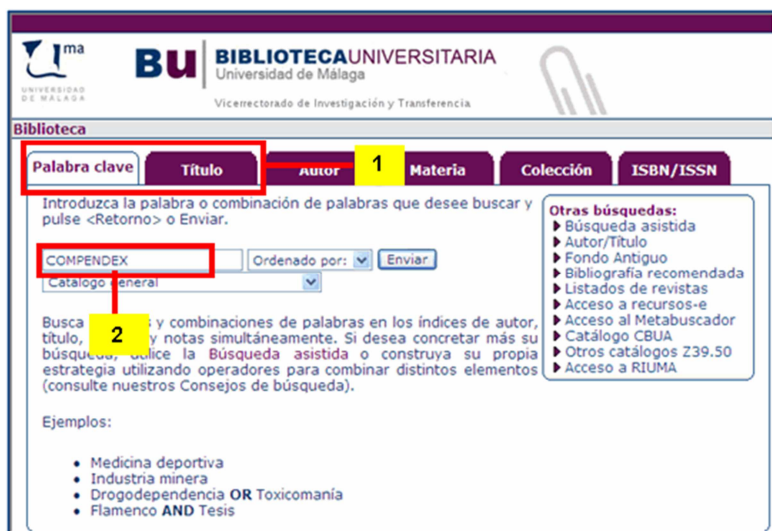 uma
UNIVERSIDAD
DE MÁLAGA
Bu
BIBLIOTECAUNIVERSITARIA
Universidad de Málaga
Vicerrectorado de Investigación y Transferencia
Biblioteca
Palabra clave Título Autor 1 Materia Colección ISBN/ISSN
Introduzca la palabra o combinación de palabras que desee buscar y
pulse <Retorno> o Enviar.
COMPENDEX Ordenado por: Enviar
Catálogo general
Busca y combinaciones de palabras en los índices de autor,
título, y notas simultáneamente. Si desea concretar más su
búsqueda, utilice la Búsqueda asistida o construya su propia
estrategia utilizando operadores para combinar distintos elementos
(consulte nuestros Consejos de búsqueda).
2
Ejemplos:
• Medicina deportiva
• Industria minera
• Drogodependencia OR Toxicomanía
• Flamenco AND Tesis
Otras búsquedas:
Búsqueda asistida
Autor/Título
Fondo Antiguo
Bibliografía recomendada
Listados de revistas
Acceso a recursos-e
Acceso al Metabuscador
Catálogo CBUA
Otros catálogos Z39.50
Acceso a RIUMA